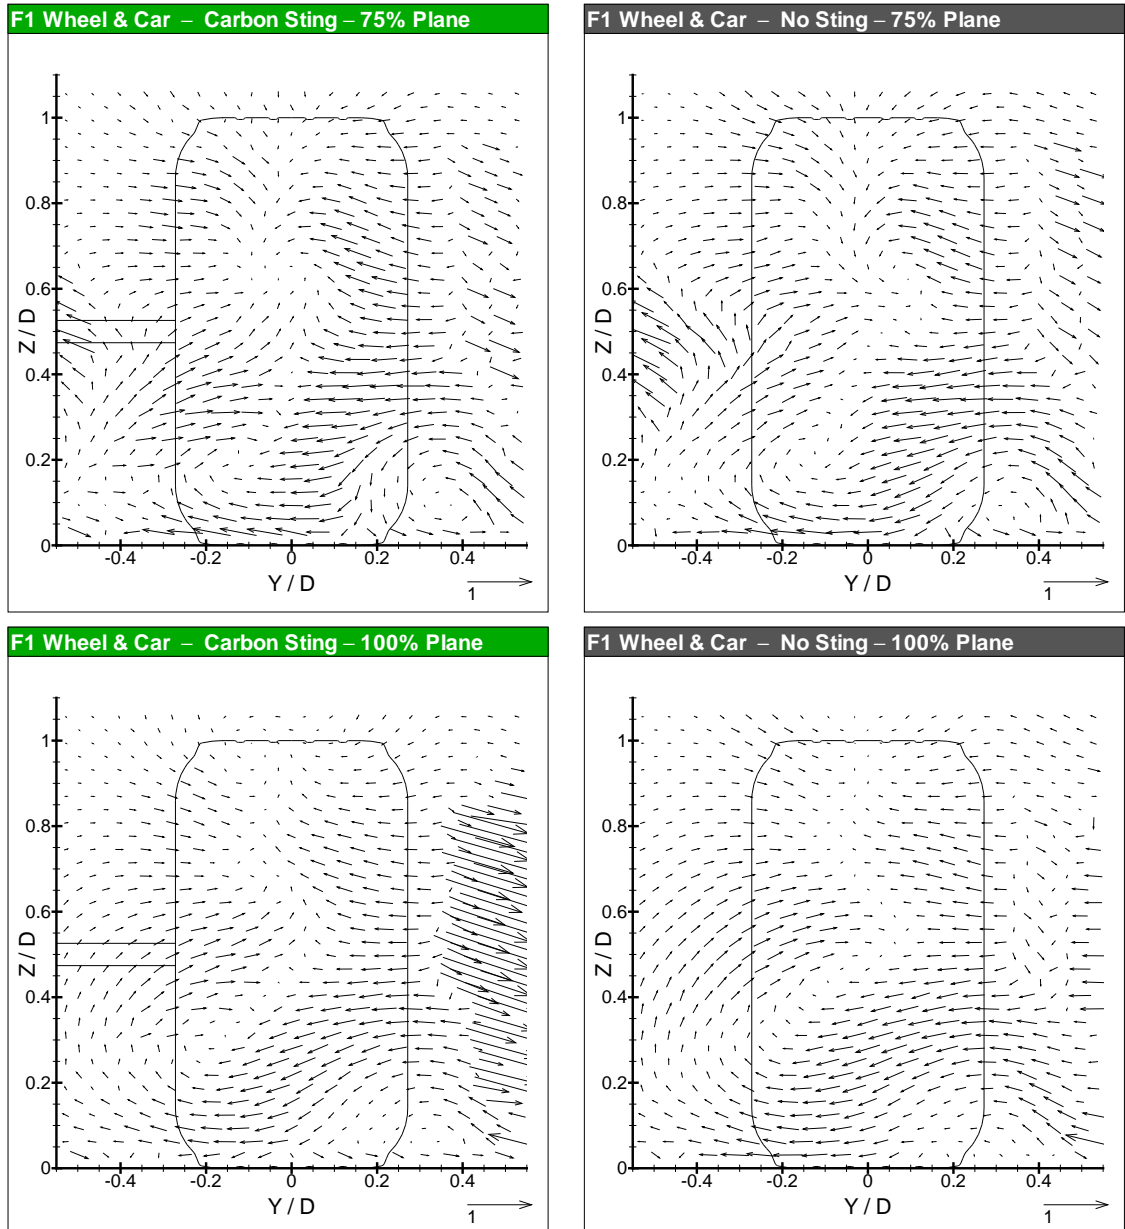 F1 Wheel & Car – Carbon Sting – 75% Plane
1
0.8
0.6
0.4
0.2
0
Z / D
-0.4 -0.2 0 0.2 0.4
Y / D
1
F1 Wheel & Car – No Sting – 75% Plane
1
0.8
0.6
0.4
0.2
0
Z / D
-0.4 -0.2 0 0.2 0.4
Y / D
1
F1 Wheel & Car – Carbon Sting – 100% Plane
1
0.8
0.6
0.4
0.2
0
Z / D
-0.4 -0.2 0 0.2 0.4
Y / D
1
F1 Wheel & Car – No Sting – 100% Plane
1
0.8
0.6
0.4
0.2
0
Z / D
-0.4 -0.2 0 0.2 0.4
Y / D
1